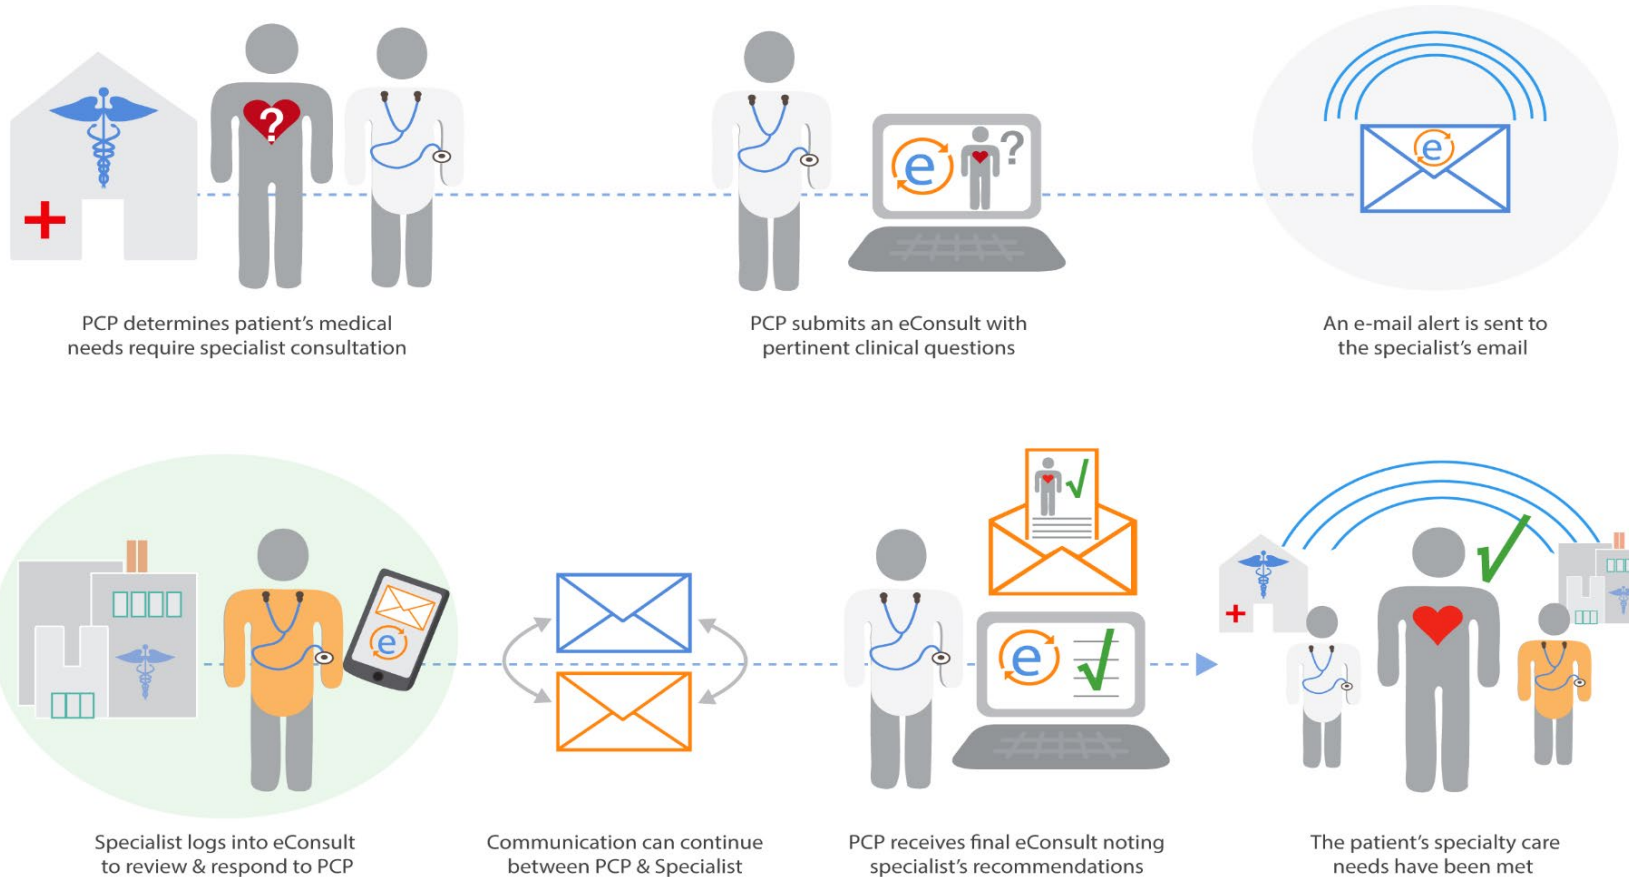 ?
e
?
e
PCP determines patient's medical
needs require specialist consultation
PCP submits an eConsult with
pertinent clinical questions
An e-mail alert is sent to
the specialist's email
e
e
Specialist logs into eConsult
to review & respond to PCP
Communication can continue
between PCP & Specialist
PCP receives final eConsult noting
specialist's recommendations
The patient's specialty care
needs have been met